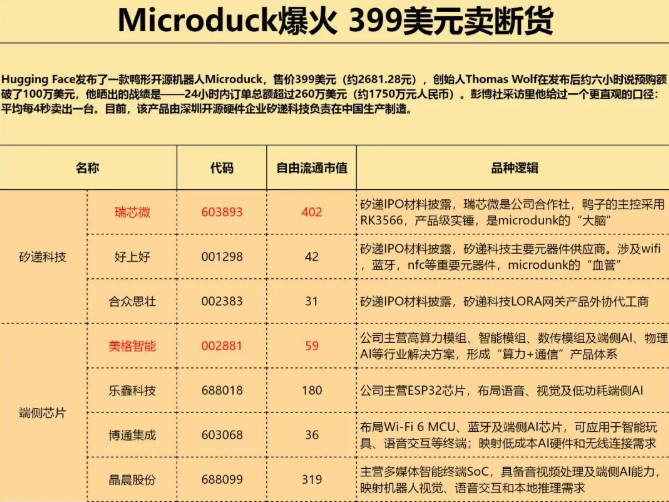 Microduck爆火 399美元卖断货
Hugging Face发布了一款鸭形开源机器人Microduck，售价399美元（约2681.28元），创始人Thomas Wolf在发布后约六小时说预购额
破了100万美元，他晒出的战绩是——24小时内订单总额超过260万美元（约1750万元人民币）。彭博社采访里他给过一个更直观的口径：
平均每4秒卖出一台。目前，该产品由深圳开源硬件企业矽递科技负责在中国生产制造。
名称 代码 自由流通市值 品种逻辑
矽递科技
瑞芯微 603893 402 矽递IPO材料披露，瑞芯微是公司合作社，鸭子的主控采用
RK3566，产品级实锤，是microdunk的“大脑”
好上好 001298 42 矽递IPO材料披露，矽递科技主要元器件供应商。涉及wifi
，蓝牙，nfc等重要元器件，microdunk的“血管”
合众思壮 002383 31 矽递IPO材料披露，矽递科技LORA网关产品外协代工商
端侧芯片
美格智能 002881 59 公司主营高算力模组、智能模组、数传模组及端侧AI、物理
AI等行业解决方案，形成“算力+通信”产品体系
乐鑫科技 688018 180 公司主营ESP32芯片，布局语音、视觉及低功耗端侧AI
博通集成 603068 36 布局Wi-Fi 6 MCU、蓝牙及端侧AI芯片，可应用于智能玩
具、语音交互等终端；映射低成本AI硬件和无线连接需求
晶晨股份 688099 319 主营多媒体智能终端SoC，具备音视频处理及端侧AI能力，
映射机器人视觉、语音交互和本地推理需求